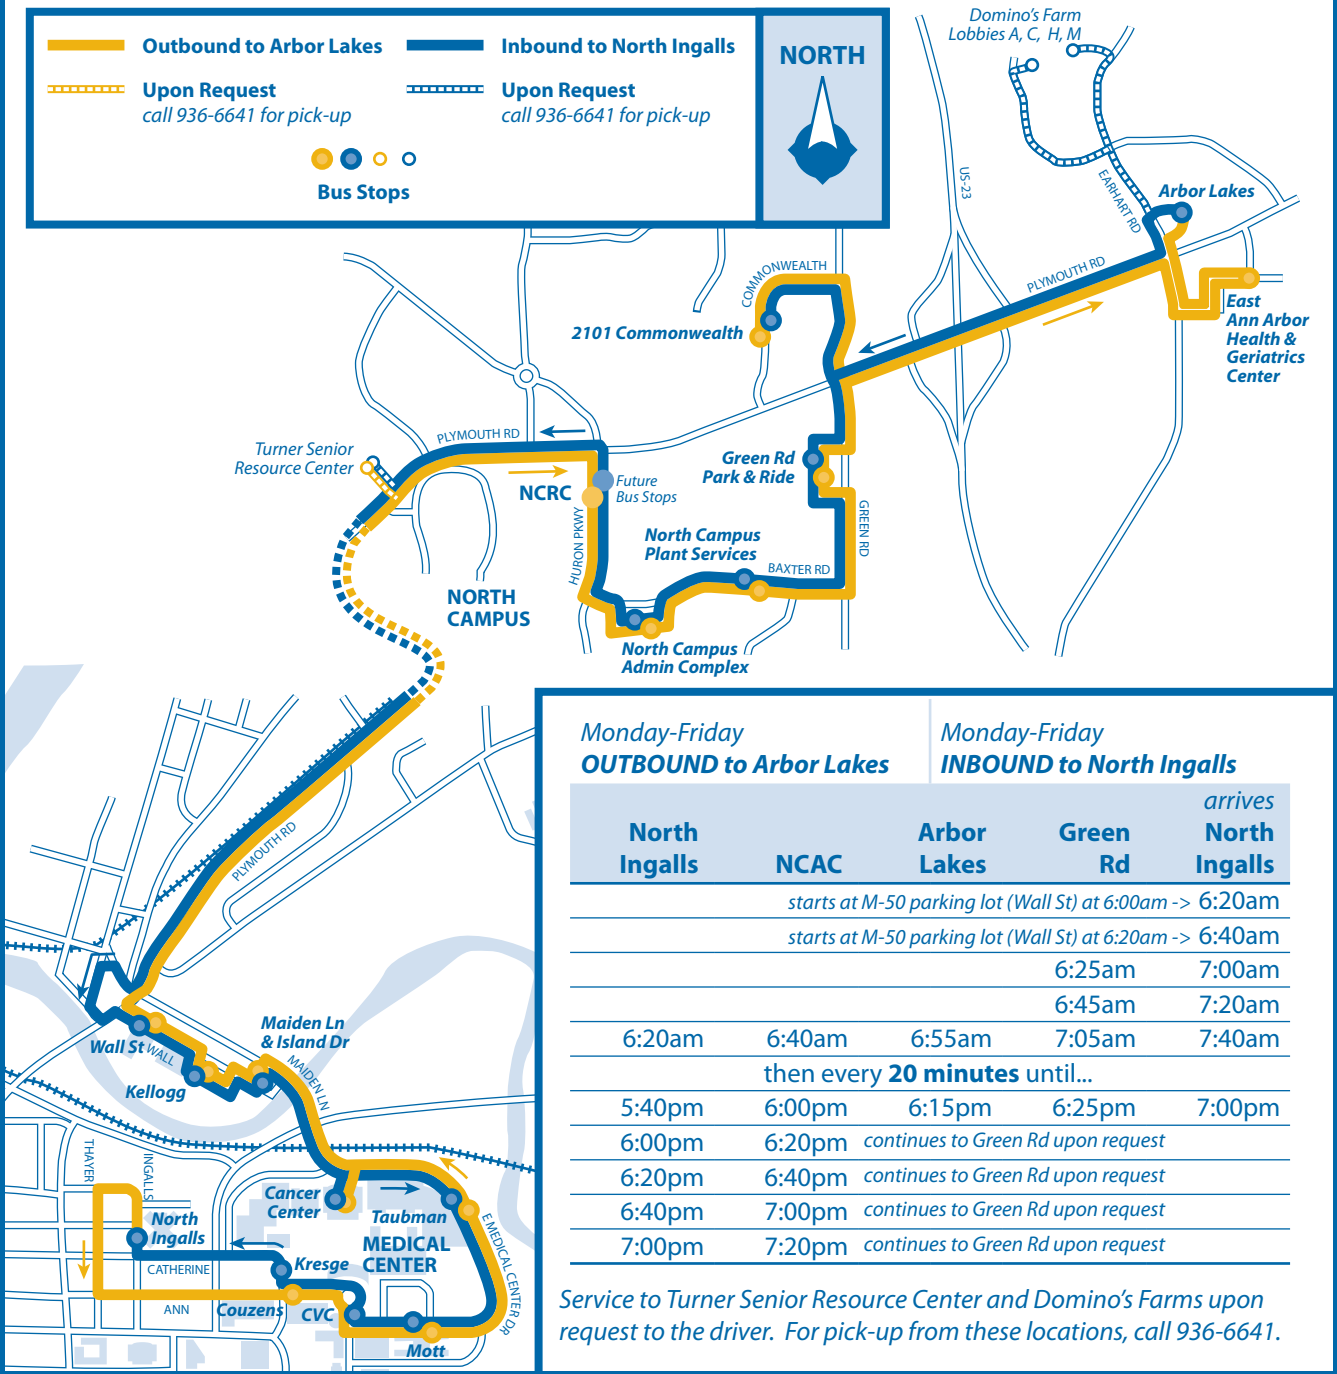 Outbound to Arbor Lakes
Inbound to North Ingalls
Upon Request
call 936-6641 for pick-up
Upon Request
call 936-6641 for pick-up
Bus Stops
NORTH
Domino's Farm
Lobbies A, C, H, M
US-23
EARHART RD
Arbor Lakes
PLYMOUTH RD
COMMONWEALTH
2101 Commonwealth
East
Ann Arbor
Health &
Geriatrics
Center
PLYMOUTH RD
Turner Senior
Resource Center
NCRC
Future
Bus Stops
Green Rd
Park & Ride
GREEN RD
HURON PKWY
North Campus
Plant Services
BAXTER RD
NORTH
CAMPUS
North Campus
Admin Complex
PLYMOUTH RD
Maiden Ln
& Island Dr
Wall St
WALL
MAIDEN LN
Kellogg
THAYER
INGALLS
Cancer
Center
Taubman
North
Ingalls
MEDICAL
CENTER
E MEDICAL CENTER DR
Kresge
CATHERINE
ANN
Couzens
CVC
Mott
Monday-Friday
OUTBOUND to Arbor Lakes
Monday-Friday
INBOUND to North Ingalls
arrives
North Arbor Green North
Ingalls NCAC Lakes Rd Ingalls
starts at M-50 parking lot (Wall St) at 6:00am -> 6:20am
starts at M-50 parking lot (Wall St) at 6:20am -> 6:40am
6:25am 7:00am
6:45am 7:20am
6:20am 6:40am 6:55am 7:05am 7:40am
then every 20 minutes until...
5:40pm 6:00pm 6:15pm 6:25pm 7:00pm
6:00pm 6:20pm continues to Green Rd upon request
6:20pm 6:40pm continues to Green Rd upon request
6:40pm 7:00pm continues to Green Rd upon request
7:00pm 7:20pm continues to Green Rd upon request
Service to Turner Senior Resource Center and Domino's Farms upon
request to the driver. For pick-up from these locations, call 936-6641.